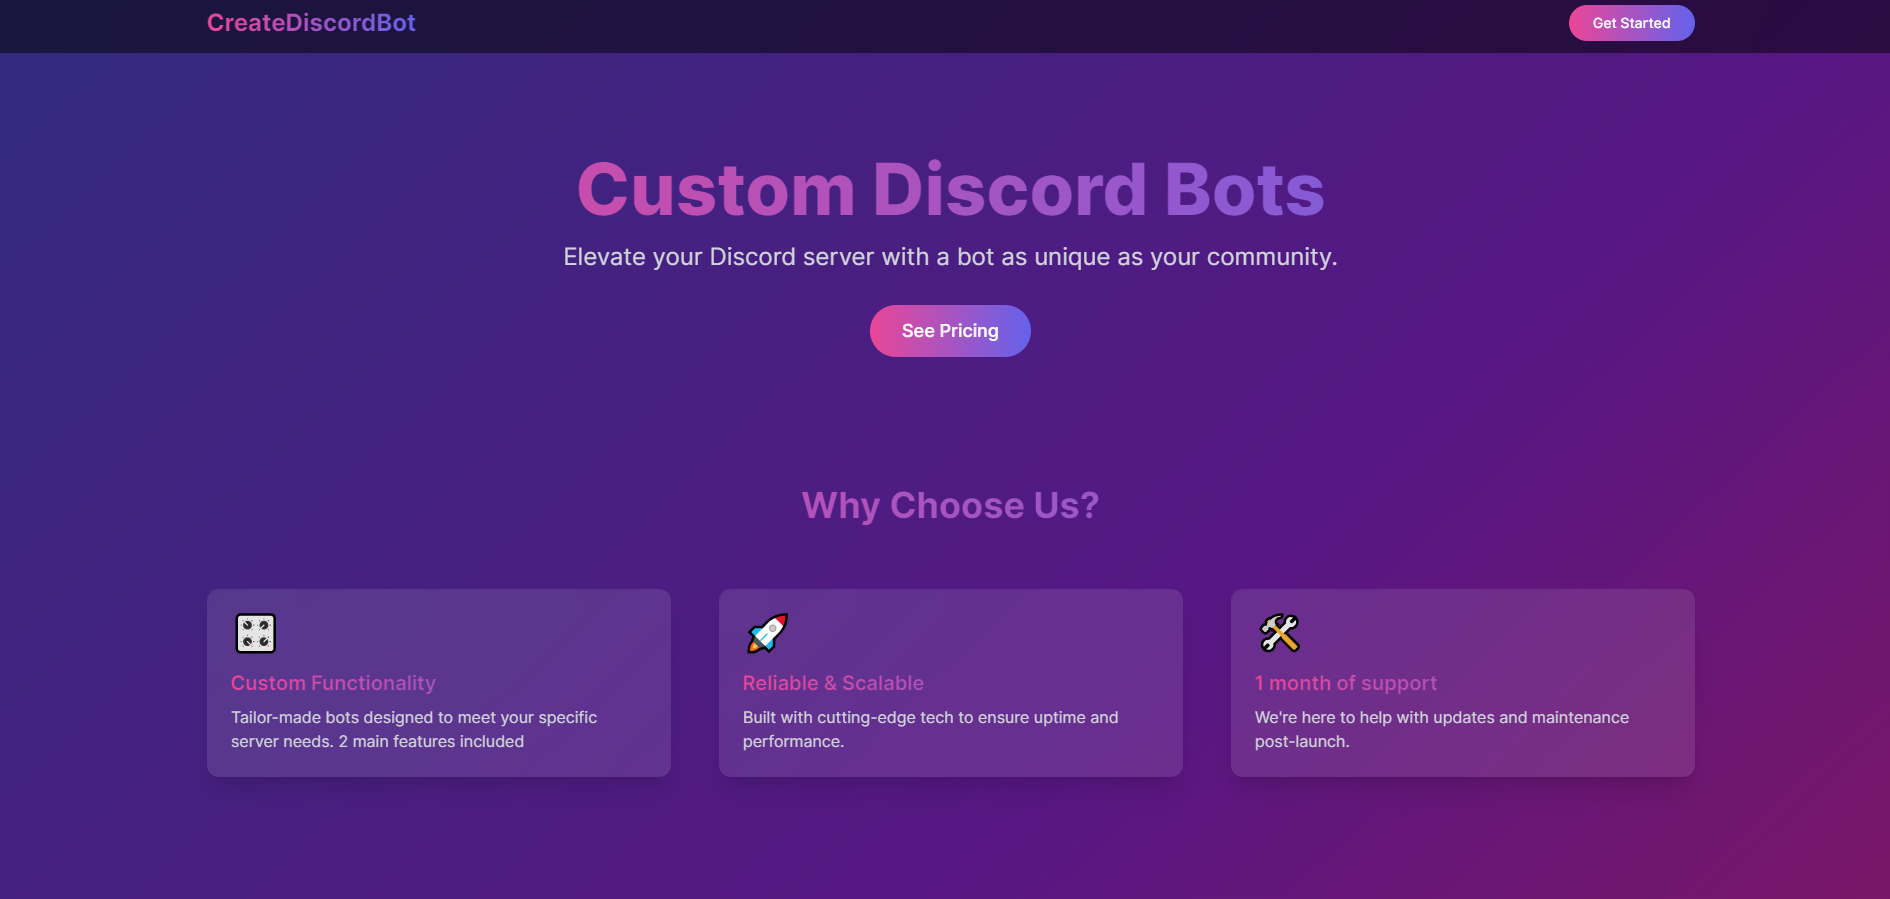 CreateDiscordBot
Get Started
Custom Discord Bots
Elevate your Discord server with a bot as unique as your community.
See Pricing
Why Choose Us?
Custom Functionality
Tailor-made bots designed to meet your specific
server needs. 2 main features included
Reliable & Scalable
Built with cutting-edge tech to ensure uptime and
performance.
1 month of support
We're here to help with updates and maintenance
post-launch.